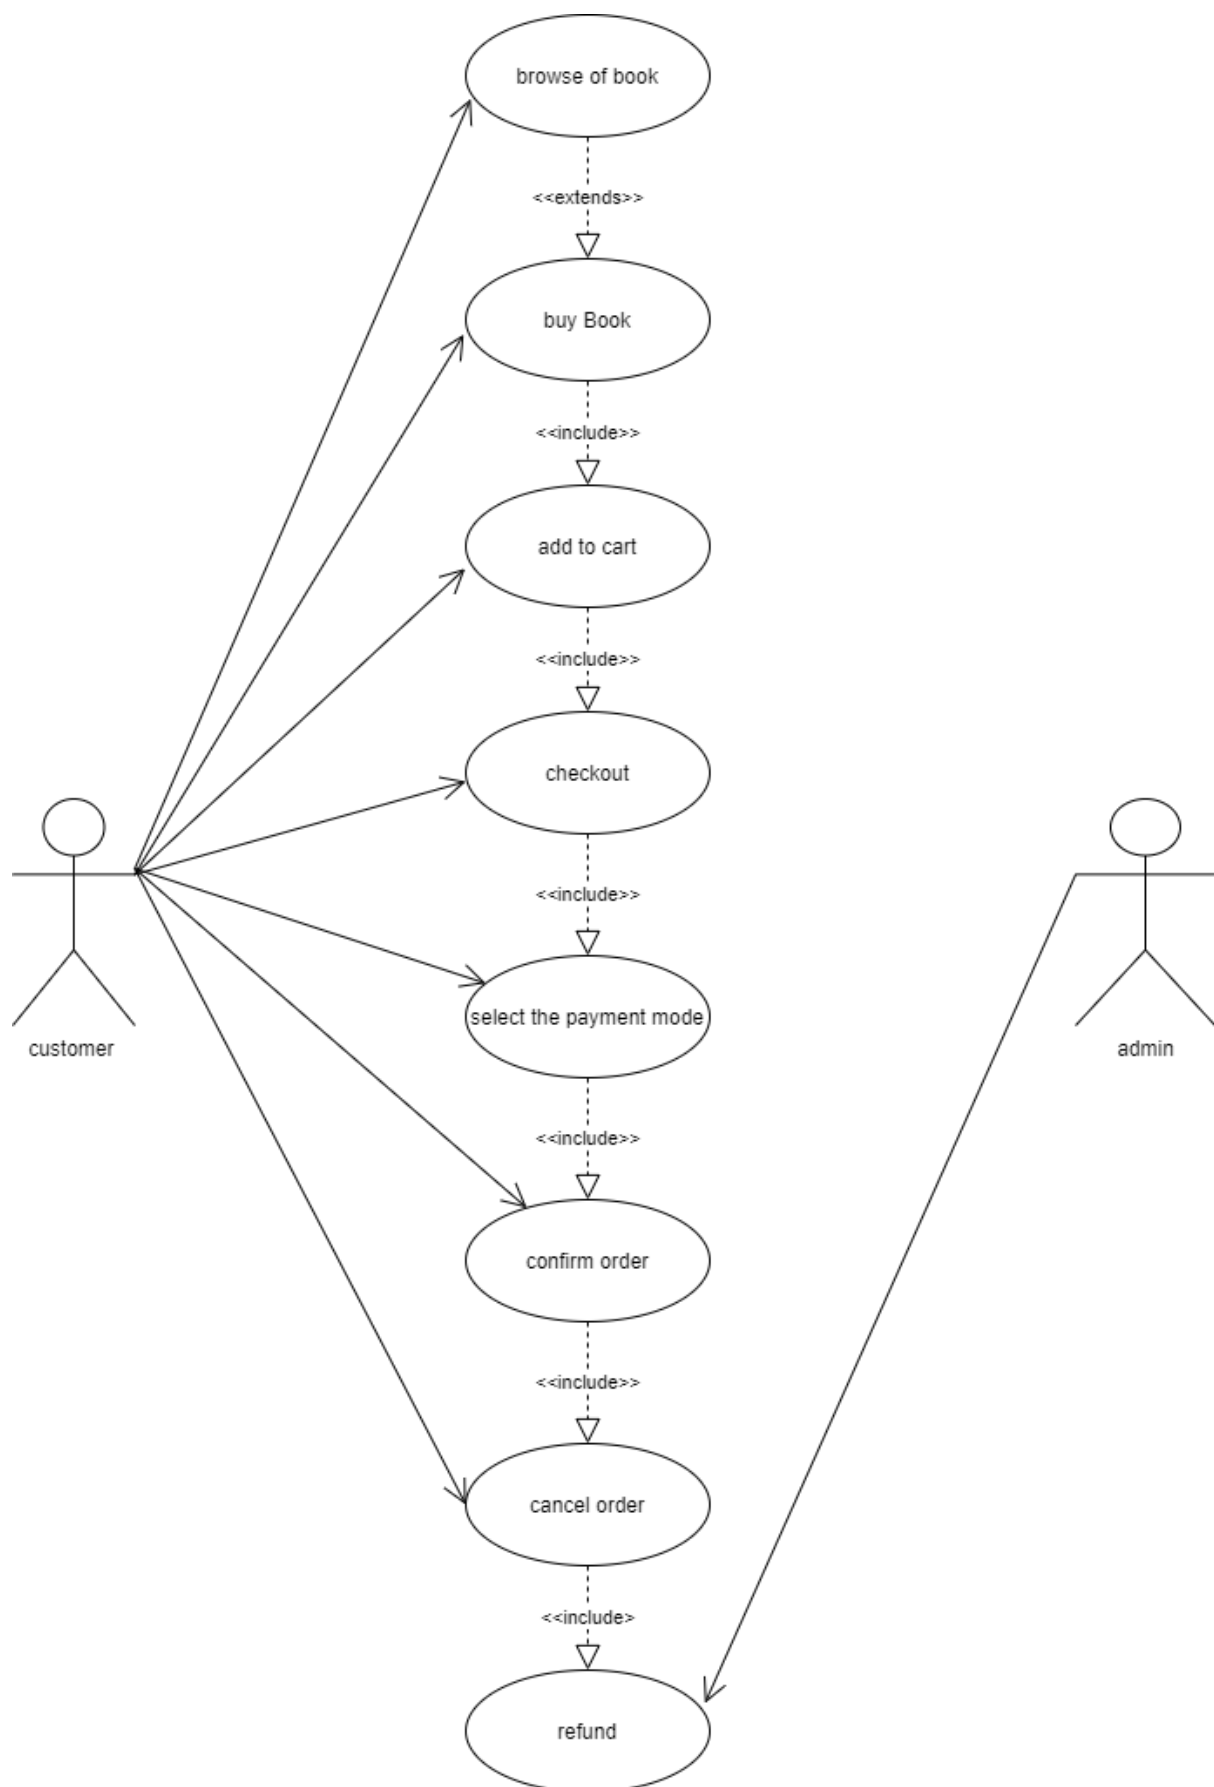 browse of book
<<extends>>
buy Book
<<include>>
add to cart
<<include>>
checkout
<<include>>
select the payment mode
customer
admin
<<include>>
confirm order
<<include>>
cancel order
<<include>
refund